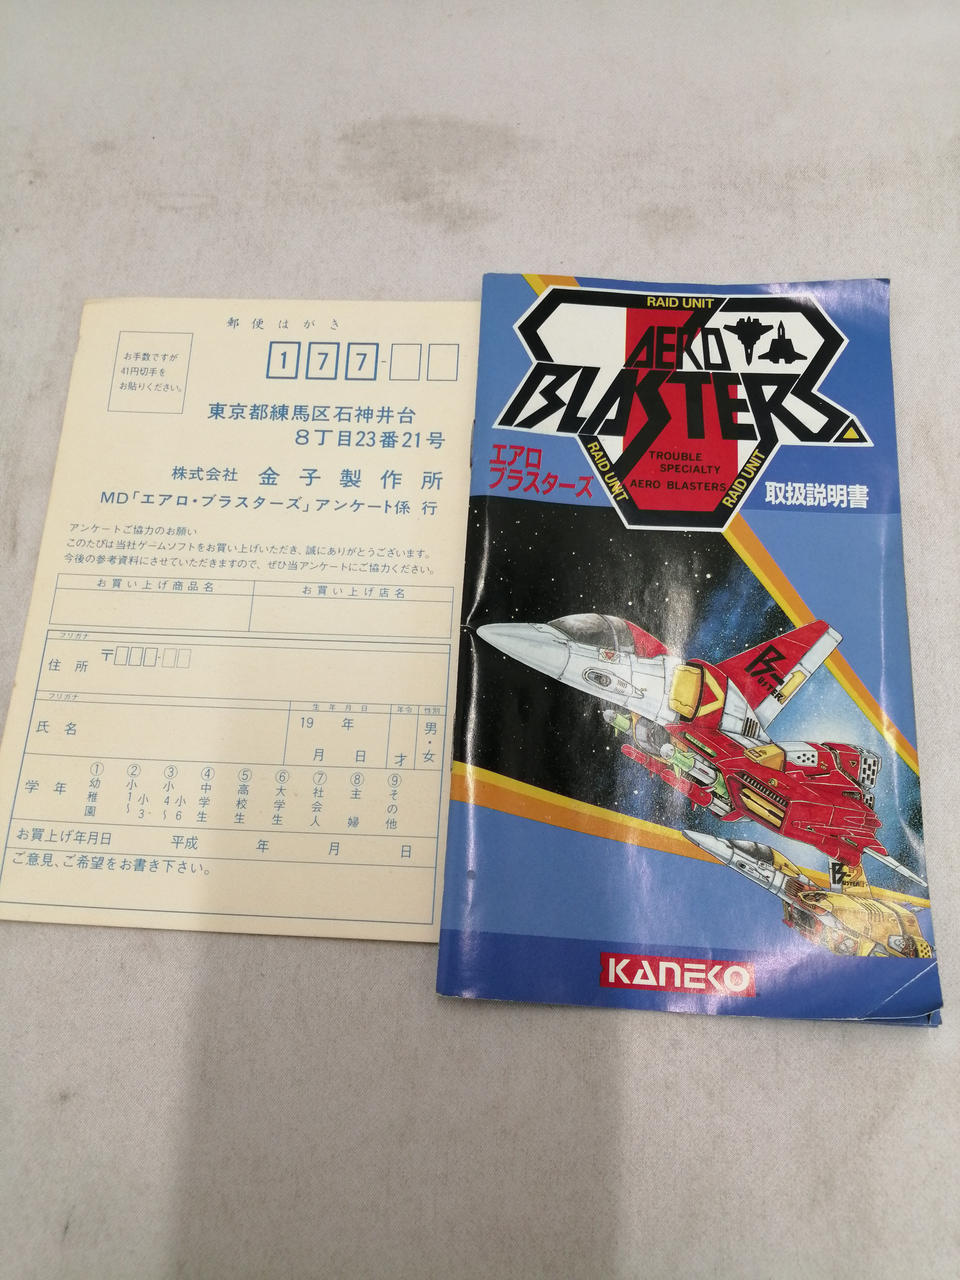 郵便はがき
お手数ですが
41円切手を
お貼りください。
177-
東京都練馬区石神井台
8丁目23番21号
株式会社 金子製作所
MD「エアロ・ブラスターズ」アンケート係 行
アンケートご協力のお願い
このたびは当社ゲームソフトをお買い上げいただき、誠にありがとうございます。
今後の参考資料にさせていただきますので、ぜひ当アンケートにご協力ください。
お買い上げ商品名 お買い上げ店名
フリガナ
住所 〒
フリガナ 生年月日 年令 性別
氏名 19 年 月 日 才 男・女
学年 ①幼稚園 ②小1~小3 ③小4~小6 ④中学生 ⑤高校生 ⑥大学生 ⑦社会人 ⑧主婦 ⑨その他
お買上げ年月日 平成 年 月 日
ご意見、ご希望をお書き下さい。
RAID UNIT
AERO
BLASTERS
RAID UNIT
RAID UNIT
TROUBLE
SPECIALTY
AERO BLASTERS
エアロ
ブラスターズ
取扱説明書
B-1
USTER
B-2
USTER
KANEKO